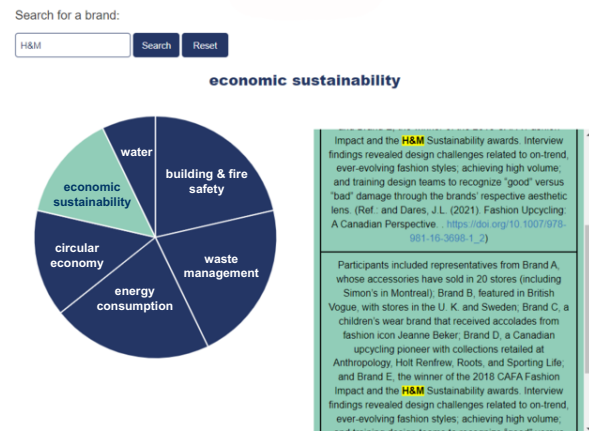 Search for a brand:
H&M
Search
Reset
economic sustainability
water
building & fire
safety
economic
sustainability
circular
economy
waste
management
energy
consumption
Impact and the H&M Sustainability awards. Interview
findings revealed design challenges related to on-trend,
ever-evolving fashion styles; achieving high volume;
and training design teams to recognize “good” versus
“bad” damage through the brands’ respective aesthetic
lens. (Ref.: and Dares, J.L. (2021). Fashion Upcycling:
A Canadian Perspective. . https://doi.org/10.1007/978-
981-16-3698-1_2)
Participants included representatives from Brand A,
whose accessories have sold in 20 stores (including
Simon’s in Montreal); Brand B, featured in British
Vogue, with stores in the U. K. and Sweden; Brand C, a
children’s wear brand that received accolades from
fashion icon Jeanne Beker; Brand D, a Canadian
upcycling pioneer with collections retailed at
Anthropology, Holt Renfrew, Roots, and Sporting Life;
and Brand E, the winner of the 2018 CAFA Fashion
Impact and the H&M Sustainability awards. Interview
findings revealed design challenges related to on-trend,
ever-evolving fashion styles; achieving high volume;